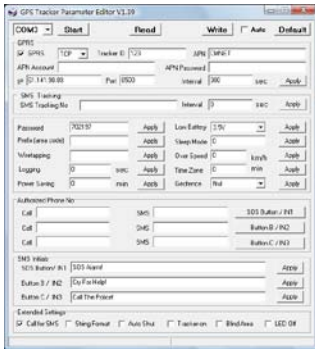 GPS Tracker Parameter Editor V1.39
COM3 Start Read Write Auto Default
GPRS
GPRS TCP Tracker ID 123 APN CMNET
APN Account APN Password
Port 8500 Interval 300 sec Apply
SMS Tracking
SMS Tracking No Interval 0 sec Apply
Password Apply Low Battery 3.5V Apply
Prefix(area code) Apply Sleep Mode 0 Apply
Wiretapping Apply Over Speed 0 km/h Apply
Logging 0 sec Apply Time Zone 0 min Apply
Power Saving 0 min Apply Geofence Null Apply
Authorized Phone No
Call SMS SOS Button / IN1
Call SMS Button B / IN2
Call SMS Button C / IN3
SMS Initials
SOS Button/ IN1 SOS Alarm! Apply
Button B / IN2 Cry For Help! Apply
Button C / IN3 Call The Police! Apply
Extended Settings
Call for SMS String Format Auto Shut Tracker on Blind Area LED Off